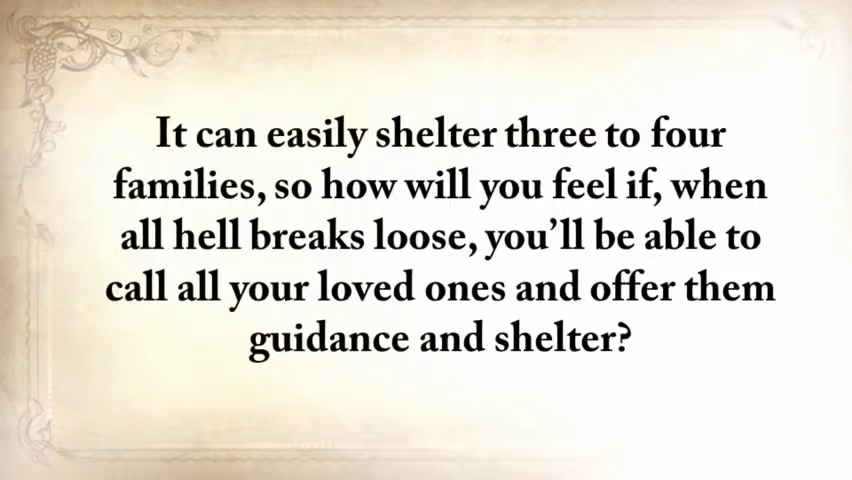 It can easily shelter three to four
families, so how will you feel if, when
all hell breaks loose, you’ll be able to
call all your loved ones and offer them
guidance and shelter?